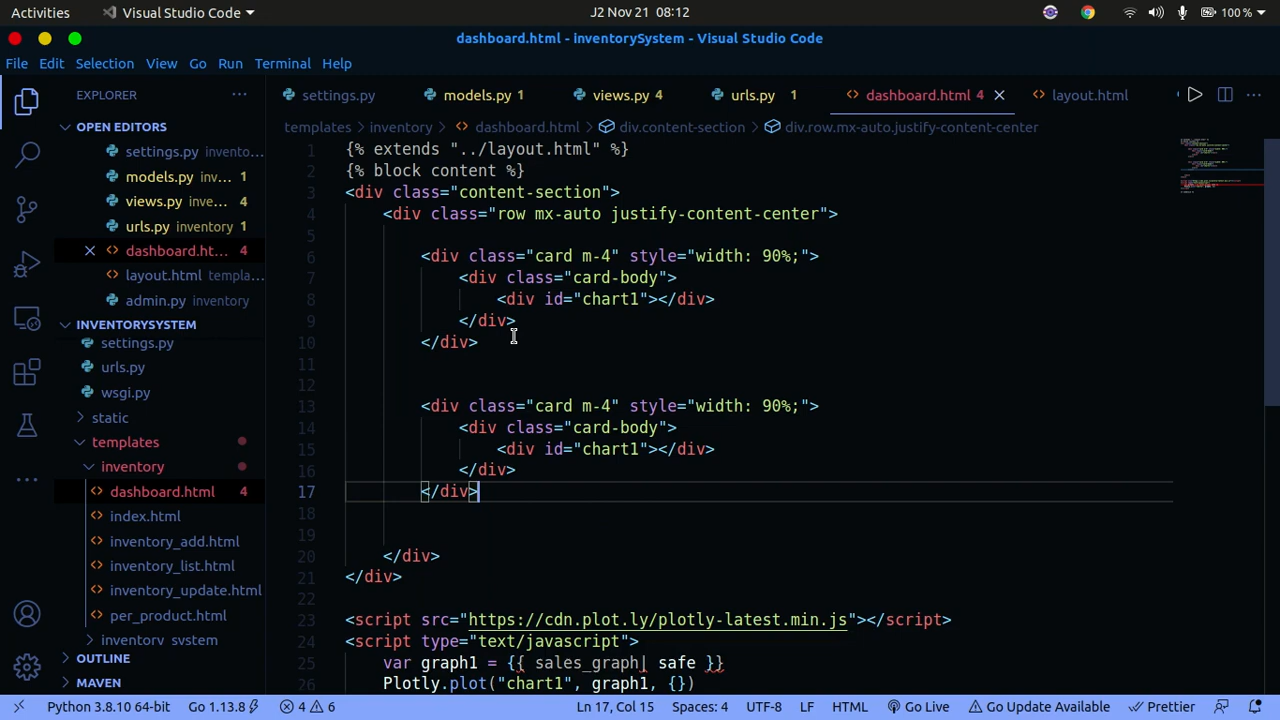 Activities
Visual Studio Code
J2 Nov 21 08:12
100 %
dashboard.html - inventorySystem - Visual Studio Code
File Edit Selection View Go Run Terminal Help
EXPLORER
OPEN EDITORS
settings.py invento...
models.py inv... 1
views.py inve... 4
urls.py inventory 1
dashboard.ht... 4
layout.html templa...
admin.py inventory
INVENTORYSYSTEM
settings.py
urls.py
wsgi.py
static
templates
inventory
dashboard.html 4
index.html
inventory_add.html
inventory_list.html
inventory_update.html
per_product.html
inventory system
OUTLINE
MAVEN
settings.py models.py 1 views.py 4 urls.py 1 dashboard.html 4 layout.html
templates > inventory > dashboard.html > div.content-section > div.row.mx-auto.justify-content-center
1 {% extends "../layout.html" %}
2 {% block content %}
3 <div class="content-section">
4 <div class="row mx-auto justify-content-center">
5
6 <div class="card m-4" style="width: 90%;">
7 <div class="card-body">
8 <div id="chart1"></div>
9 </div>
10 </div>
11
12
13 <div class="card m-4" style="width: 90%;">
14 <div class="card-body">
15 <div id="chart1"></div>
16 </div>
17 </div>
18
19
20 </div>
21 </div>
22
23 <script src="https://cdn.plot.ly/plotly-latest.min.js"></script>
24 <script type="text/javascript">
25 var graph1 = {{ sales_graph| safe }}
26 Plotly.plot("chart1", graph1, {})
Python 3.8.10 64-bit Go 1.13.8 4 6 Ln 17, Col 15 Spaces: 4 UTF-8 LF HTML Go Live Go Update Available Prettier